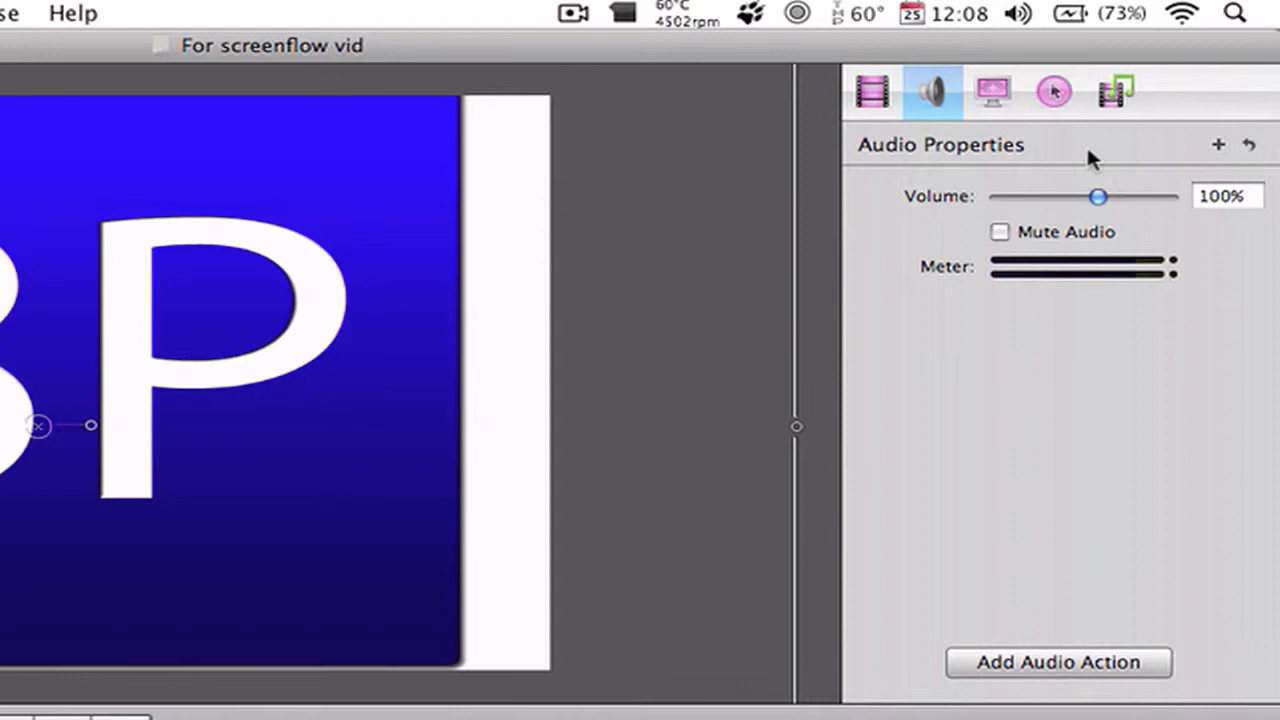 se Help 60°C 4502rpm 60° 25 12:08 (73%)
For screenflow vid
Audio Properties
Volume: 100%
Mute Audio
Meter:
BP
Add Audio Action